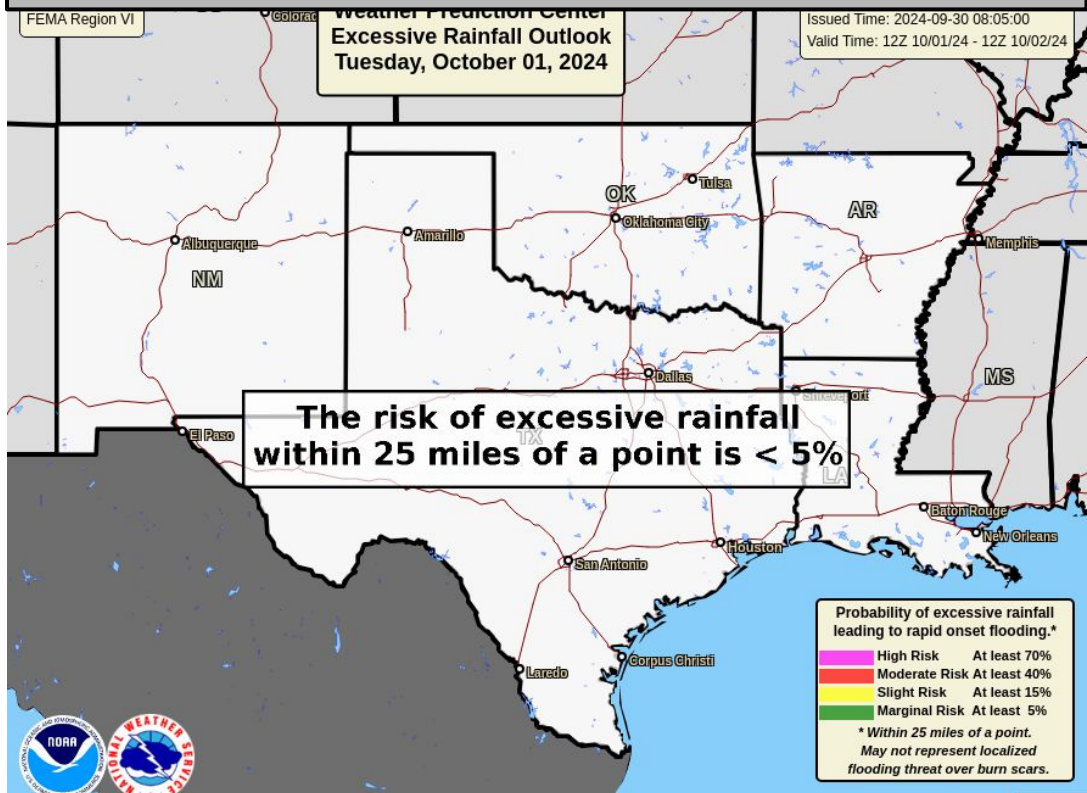 FEMA Region VI
Weather Prediction Center
Excessive Rainfall Outlook
Tuesday, October 01, 2024
Issued Time: 2024-09-30 08:05:00
Valid Time: 12Z 10/01/24 - 12Z 10/02/24
Tulsa
OK
Oklahoma City
AR
Amarillo
Albuquerque
Memphis
NM
Dallas
MS
Shreveport
The risk of excessive rainfall
within 25 miles of a point is < 5%
TX
El Paso
LA
Baton Rouge
New Orleans
Houston
San Antonio
Corpus Christi
Laredo
Probability of excessive rainfall
leading to rapid onset flooding.*
High Risk At least 70%
Moderate Risk At least 40%
Slight Risk At least 15%
Marginal Risk At least 5%
* Within 25 miles of a point.
May not represent localized
flooding threat over burn scars.
NOAA
NATIONAL WEATHER SERVICE